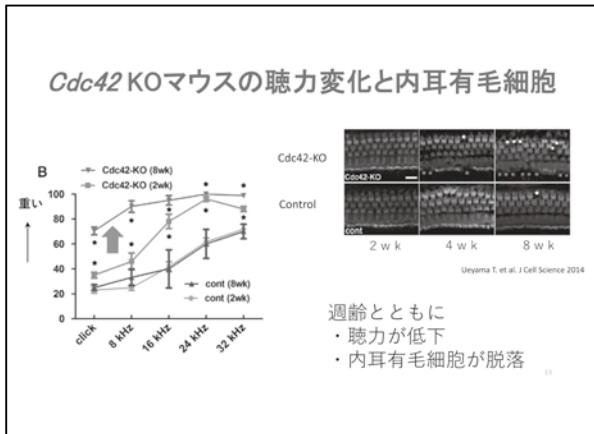 Cdc42 KOマウスの聴力変化と内耳有毛細胞
B
Cdc42-KO (8wk)
Cdc42-KO (2wk)
重い
100
80
60
40
20
0
cont (8wk)
cont (2wk)
click
8 kHz
16 kHz
24 kHz
32 kHz
Cdc42-KO
Cdc42-KO
Control
cont
2 w k
4 w k
8 w k
Ueyama T. et al. J Cell Science 2014
週齢とともに
・聴力が低下
・内耳有毛細胞が脱落
13